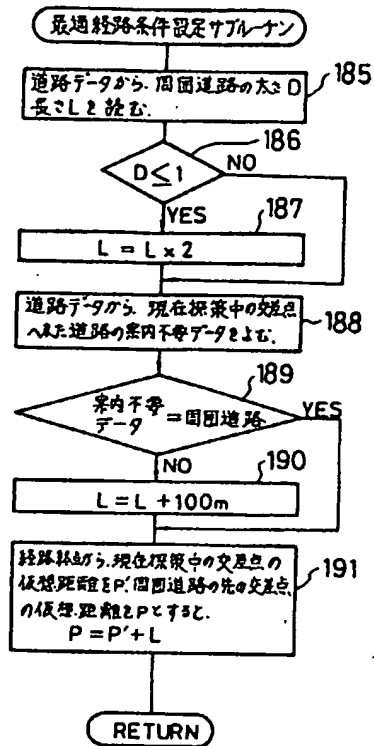 最適経路条件設定サブルーチン
道路データから、周囲道路の太さD
長さLを読む.
185
186
D≦1
NO
YES
187
L = L x 2
道路データから、現在探索中の交差点
へ来た道路の案内不要データをよむ.
188
189
案内不要
データ = 周囲道路
YES
NO
190
L = L + 100m
経路始点から、現在探索中の交差点の
仮想距離をP',周囲道路の先の交差点
の仮想距離をPとすると.
P = P' + L
191
RETURN